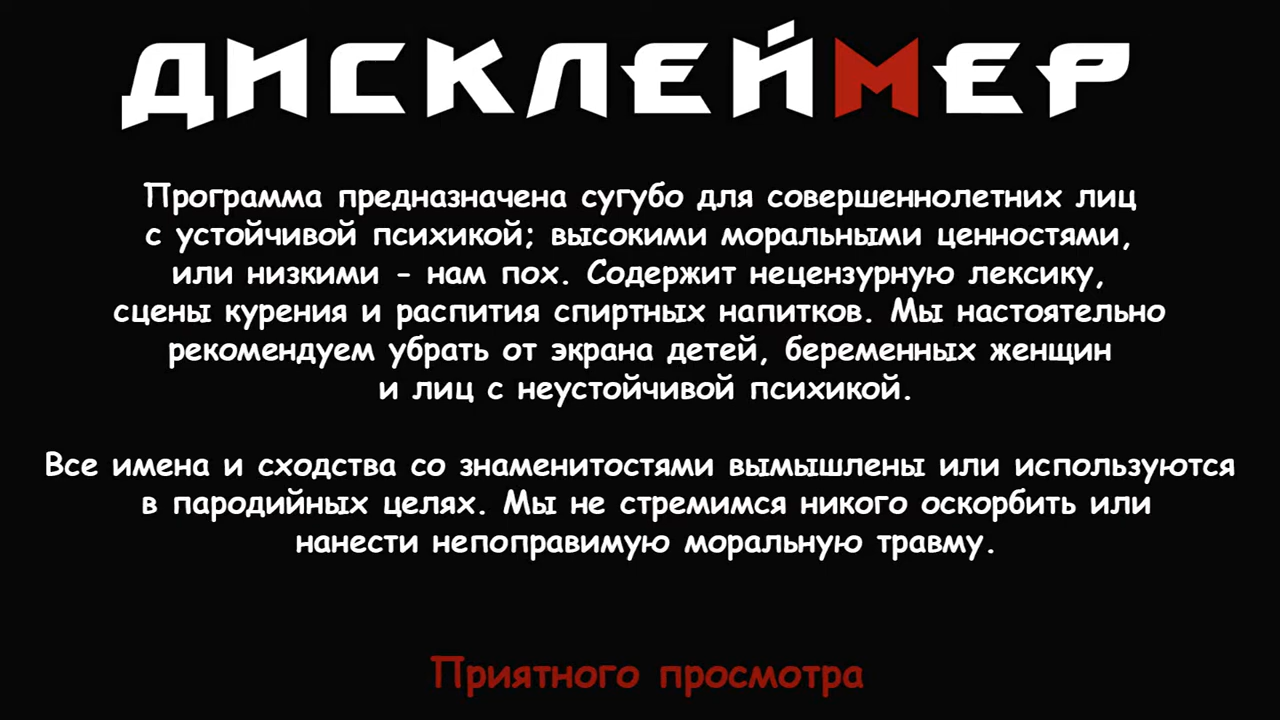 ДИСКЛЕЙМЕР
Программа предназначена сугубо для совершеннолетних лиц
с устойчивой психикой; высокими моральными ценностями,
или низкими - нам пох. Содержит нецензурную лексику,
сцены курения и распития спиртных напитков. Мы настоятельно
рекомендуем убрать от экрана детей, беременных женщин
и лиц с неустойчивой психикой.
Все имена и сходства со знаменитостями вымышлены или используются
в пародийных целях. Мы не стремимся никого оскорбить или
нанести непоправимую моральную травму.
Приятного просмотра